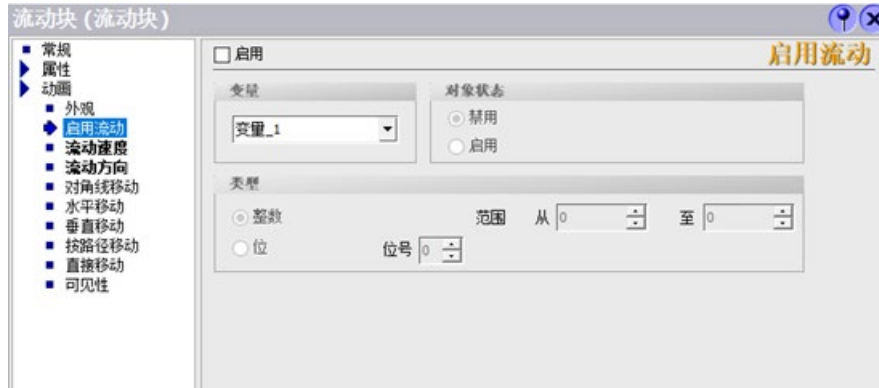 流动块 (流动块)
常规
属性
动画
外观
启用流动
流动速度
流动方向
对角线移动
水平移动
垂直移动
按路径移动
直接移动
可见性
启用流动
启用
变量
变量_1
对象状态
禁用
启用
类型
整数 范围 从 0 至 0
位 位号 0